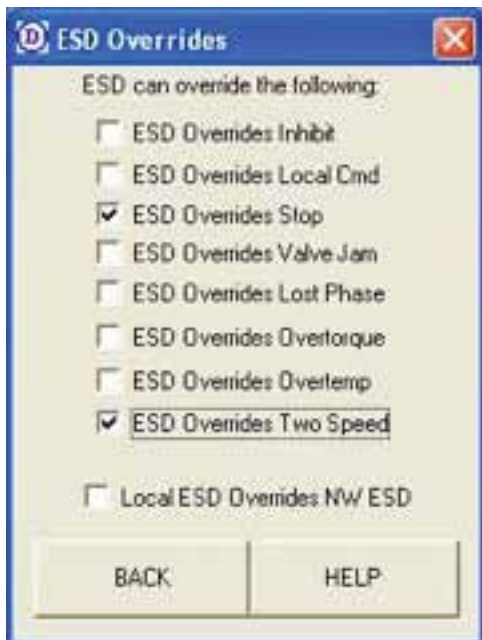 D ESD Overrides
ESD can override the following:
ESD Overrides Inhibit
ESD Overrides Local Cmd
ESD Overrides Stop
ESD Overrides Valve Jam
ESD Overrides Lost Phase
ESD Overrides Overtorque
ESD Overrides Overtemp
ESD Overrides Two Speed
Local ESD Overrides NW ESD
BACK HELP